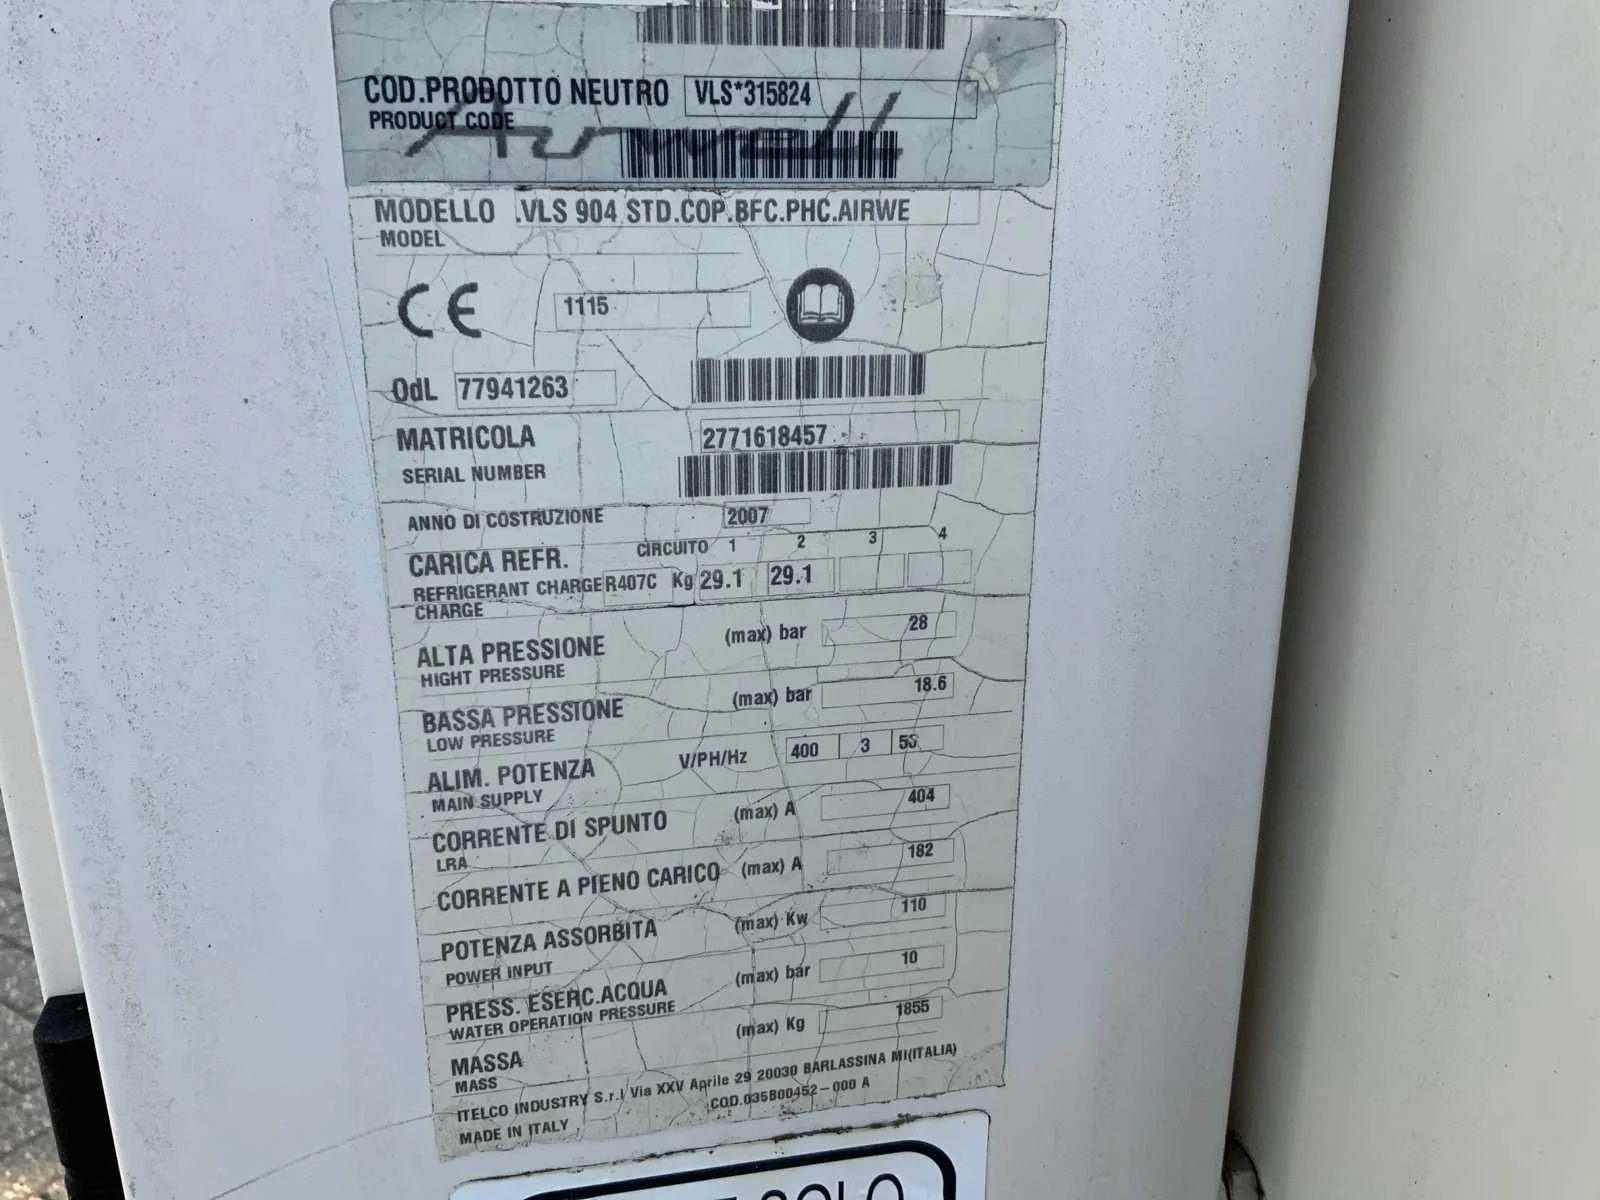 COD.PRODOTTO NEUTRO VLS*315824
PRODUCT CODE
Airwell
MODELLO .VLS 904 STD.COP.BFC.PHC.AIRWE
MODEL
CE 1115
OdL 77941263
MATRICOLA 2771618457
SERIAL NUMBER
ANNO DI COSTRUZIONE 2007
CARICA REFR. CIRCUITO 1 2 3 4
REFRIGERANT CHARGE R407C Kg 29.1 29.1
CHARGE
ALTA PRESSIONE (max) bar 28
HIGHT PRESSURE
BASSA PRESSIONE (max) bar 18.6
LOW PRESSURE
ALIM. POTENZA V/PH/Hz 400 3
MAIN SUPPLY
CORRENTE DI SPUNTO (max) A 404
LRA
CORRENTE A PIENO CARICO (max) A 182
POTENZA ASSORBITA (max) Kw 110
POWER INPUT
PRESS. ESERC.ACQUA (max) bar 10
WATER OPERATION PRESSURE
MASSA (max) Kg 1855
MASS
ITELCO INDUSTRY S.r.l Via XXV Aprile 29 20030 BARLASSINA MI(ITALIA)
MADE IN ITALY COD.035B00452-000 A